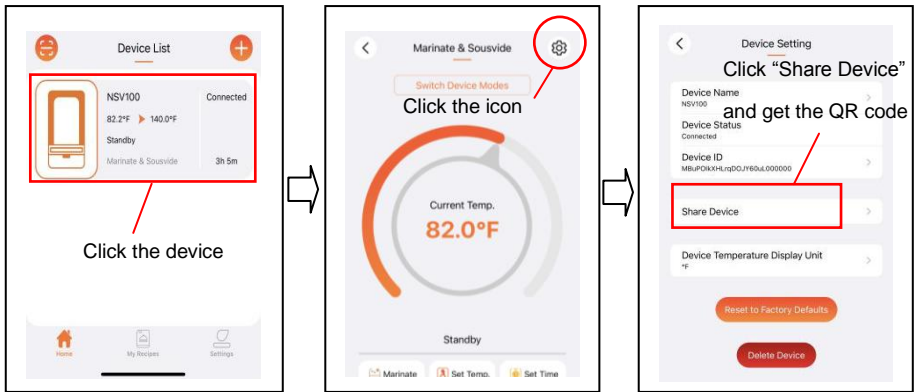 Device List
NSV100
Connected
82.2°F 140.0°F
Standby
Marinate & Sousvide
3h 5m
Click the device
Home
My Recipes
Settings
Marinate & Sousvide
Switch Device Modes
Click the icon
Current Temp.
82.0°F
Standby
Marinate
Set Temp.
Set Time
Device Setting
Click “Share Device”
Device Name
NSV100
and get the QR code
Device Status
Connected
Device ID
MBuPOlkXHLrqDOJY60uL000000
Share Device
Device Temperature Display Unit
°F
Reset to Factory Defaults
Delete Device